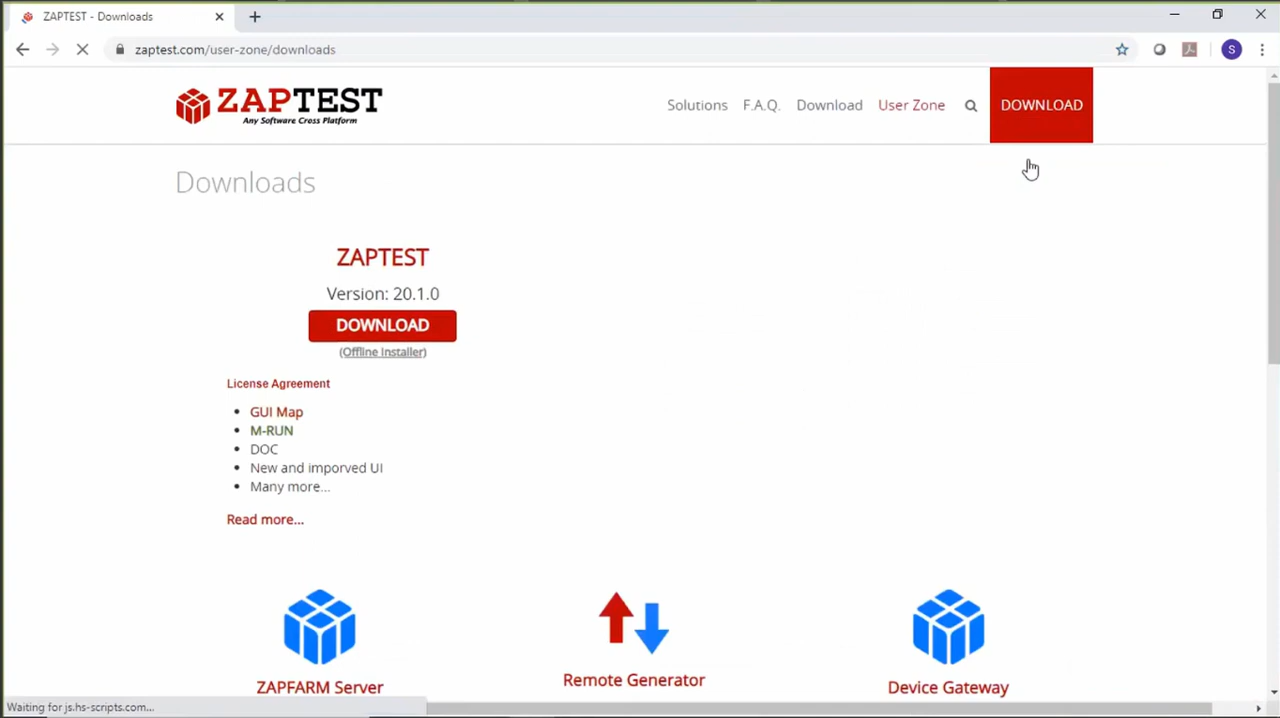 ZAPTEST - Downloads
zaptest.com/user-zone/downloads
S
ZAPTEST
Any Software Cross Platform
Solutions F.A.Q. Download User Zone DOWNLOAD
Downloads
ZAPTEST
Version: 20.1.0
DOWNLOAD
(Offline Installer)
License Agreement
GUI Map
M-RUN
DOC
New and imporved UI
Many more...
Read more...
ZAPFARM Server
Remote Generator
Device Gateway
Waiting for js.hs-scripts.com...